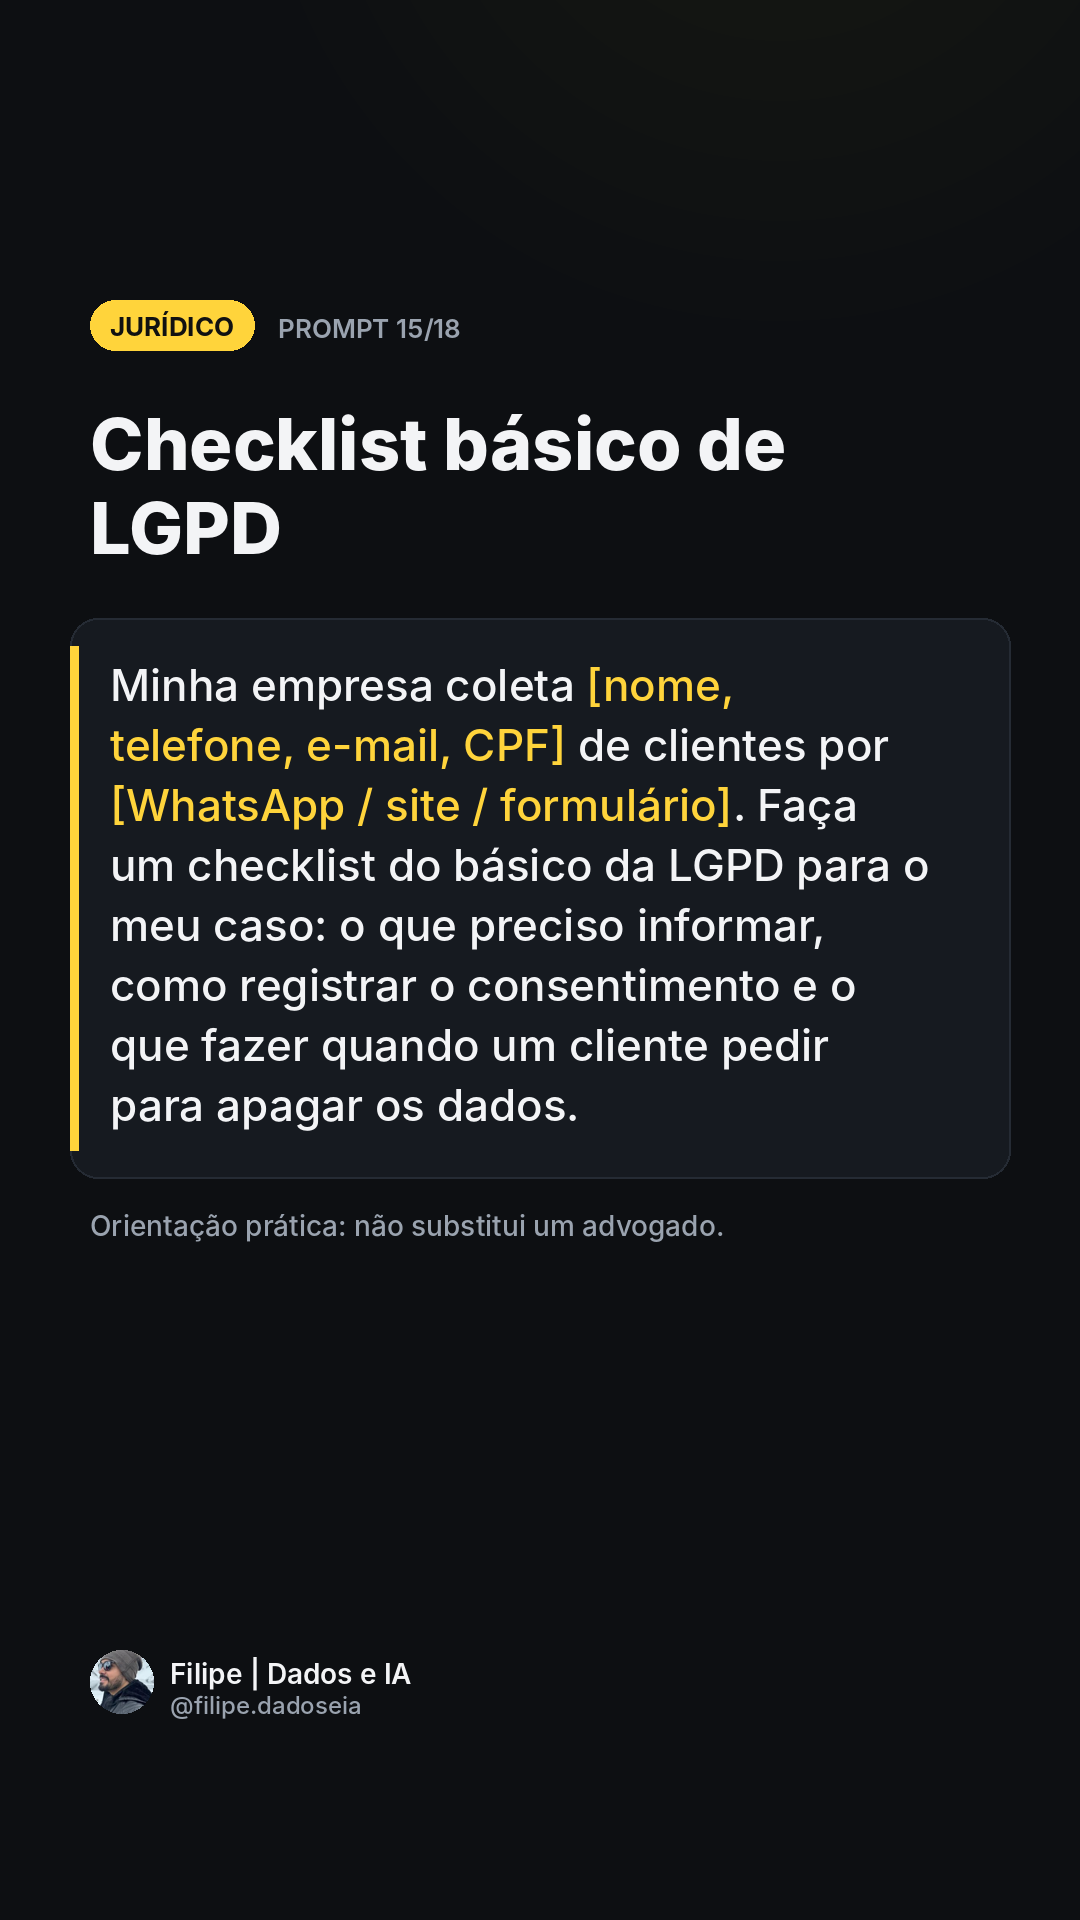 JURÍDICO PROMPT 15/18
Checklist básico de
LGPD
Minha empresa coleta [nome,
telefone, e-mail, CPF] de clientes por
[WhatsApp / site / formulário]. Faça
um checklist do básico da LGPD para o
meu caso: o que preciso informar,
como registrar o consentimento e o
que fazer quando um cliente pedir
para apagar os dados.
Orientação prática: não substitui um advogado.
Filipe | Dados e IA
@filipe.dadoseia